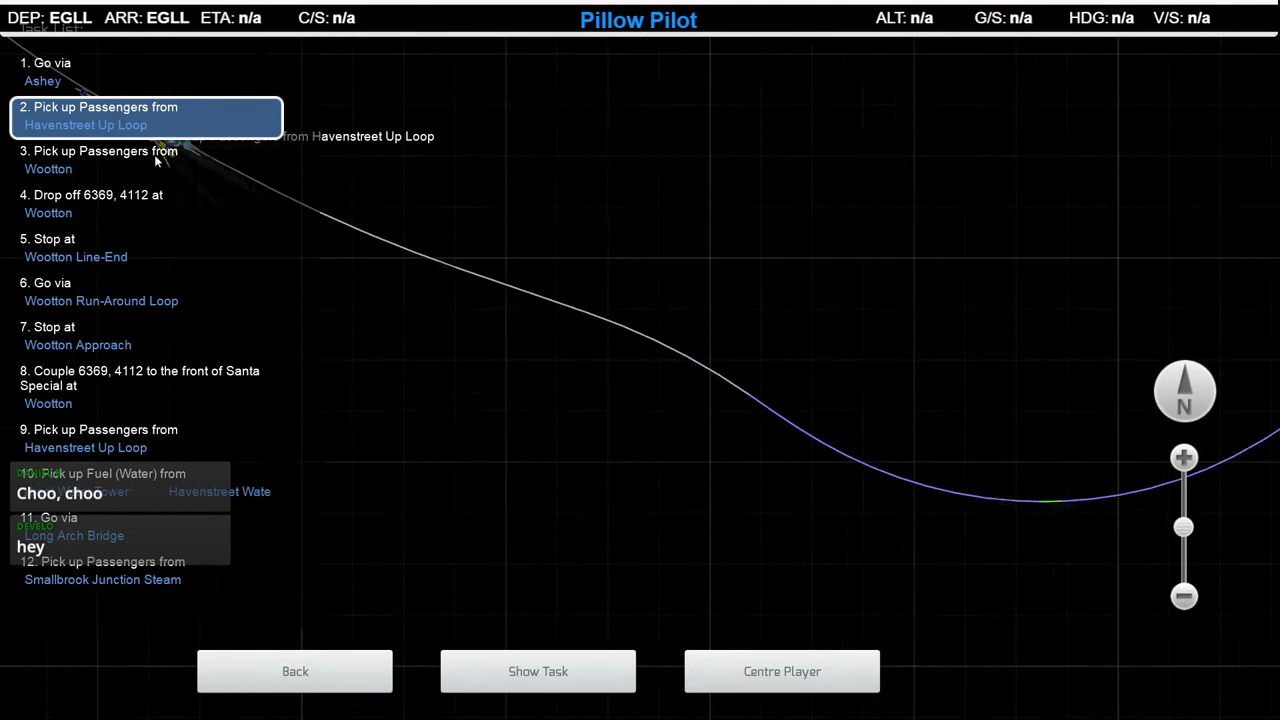 DEP: EGLL ARR: EGLL ETA: n/a C/S: n/a Pillow Pilot ALT: n/a G/S: n/a HDG: n/a V/S: n/a
Task List:
1. Go via
Ashey
2. Pick up Passengers from
Havenstreet Up Loop
from Havenstreet Up Loop
3. Pick up Passengers from
Wootton
4. Drop off 6369, 4112 at
Wootton
5. Stop at
Wootton Line-End
6. Go via
Wootton Run-Around Loop
7. Stop at
Wootton Approach
8. Couple 6369, 4112 to the front of Santa
Special at
Wootton
9. Pick up Passengers from
Havenstreet Up Loop
10. Pick up Fuel (Water) from
Tower Havenstreet Wate
Choo, choo
11. Go via
DEVELO
Long Arch Bridge
hey
12. Pick up Passengers from
Smallbrook Junction Steam
N
Back Show Task Centre Player